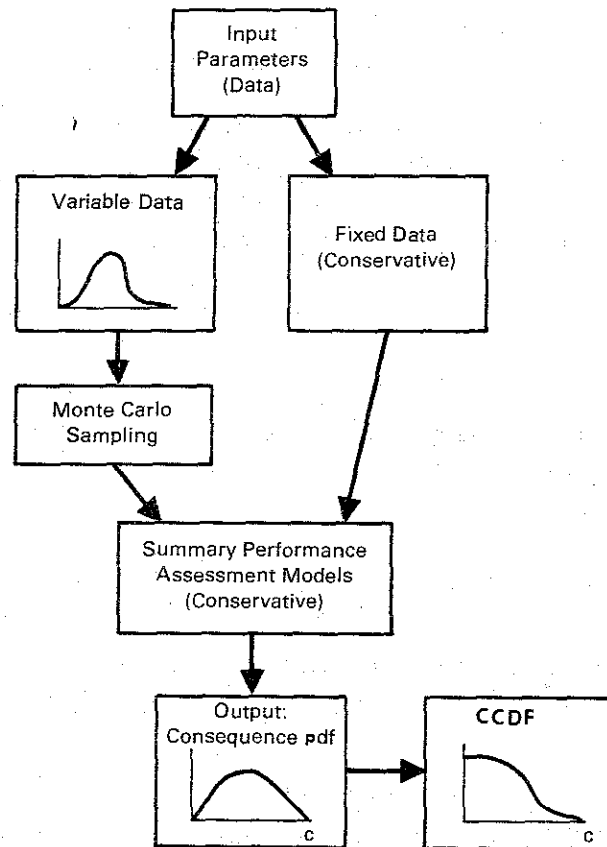 Input
Parameters
(Data)
Variable Data
Fixed Data
(Conservative)
Monte Carlo
Sampling
Summary Performance
Assessment Models
(Conservative)
Output:
Consequence pdf
C
CCDF
C